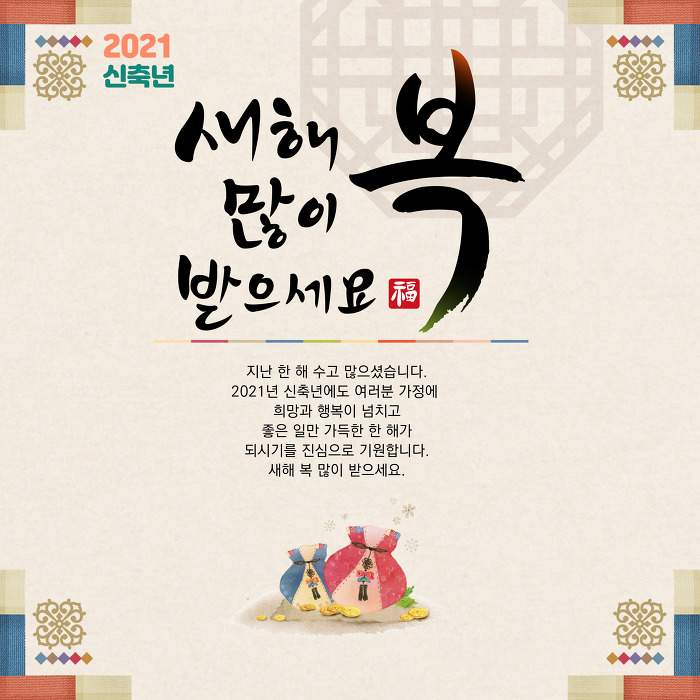 2021
신축년
새해 복
많이
받으세요 福
지난 한 해 수고 많으셨습니다.
2021년 신축년에도 여러분 가정에
희망과 행복이 넘치고
좋은 일만 가득한 한 해가
되시기를 진심으로 기원합니다.
새해 복 많이 받으세요.